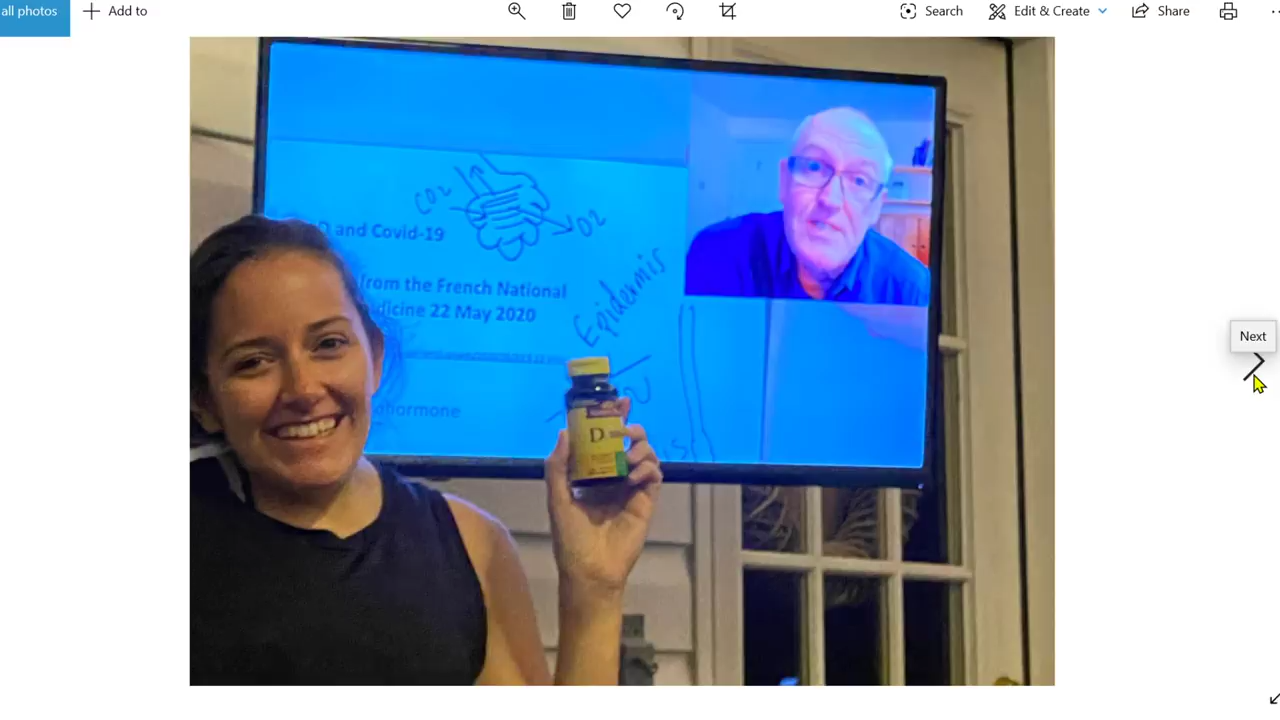 all photos
Add to
Search
Edit & Create
Share
Next
CO2
O2
D and Covid-19
from the French National
dicine 22 May 2020
Epidermis
hormone
D